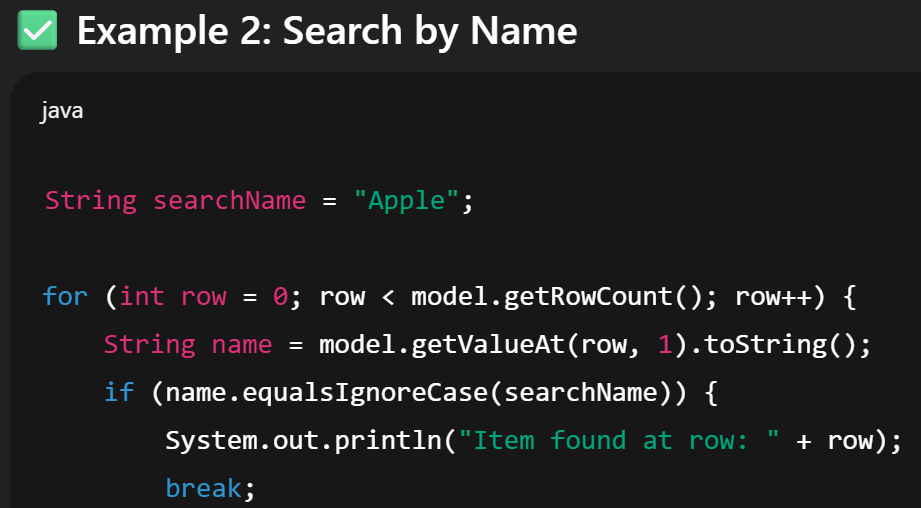 ✅ Example 2: Search by Name
java
String searchName = "Apple";
for (int row = 0; row < model.getRowCount(); row++) {
    String name = model.getValueAt(row, 1).toString();
    if (name.equalsIgnoreCase(searchName)) {
        System.out.println("Item found at row: " + row);
        break;